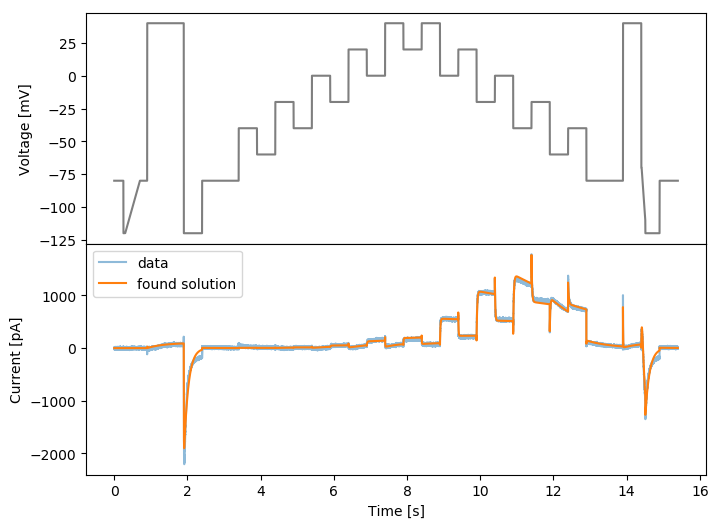 25
0
−25
−50
−75
−100
−125
Voltage [mV]
data
found solution
1000
0
−1000
−2000
Current [pA]
0 2 4 6 8 10 12 14 16
Time [s]